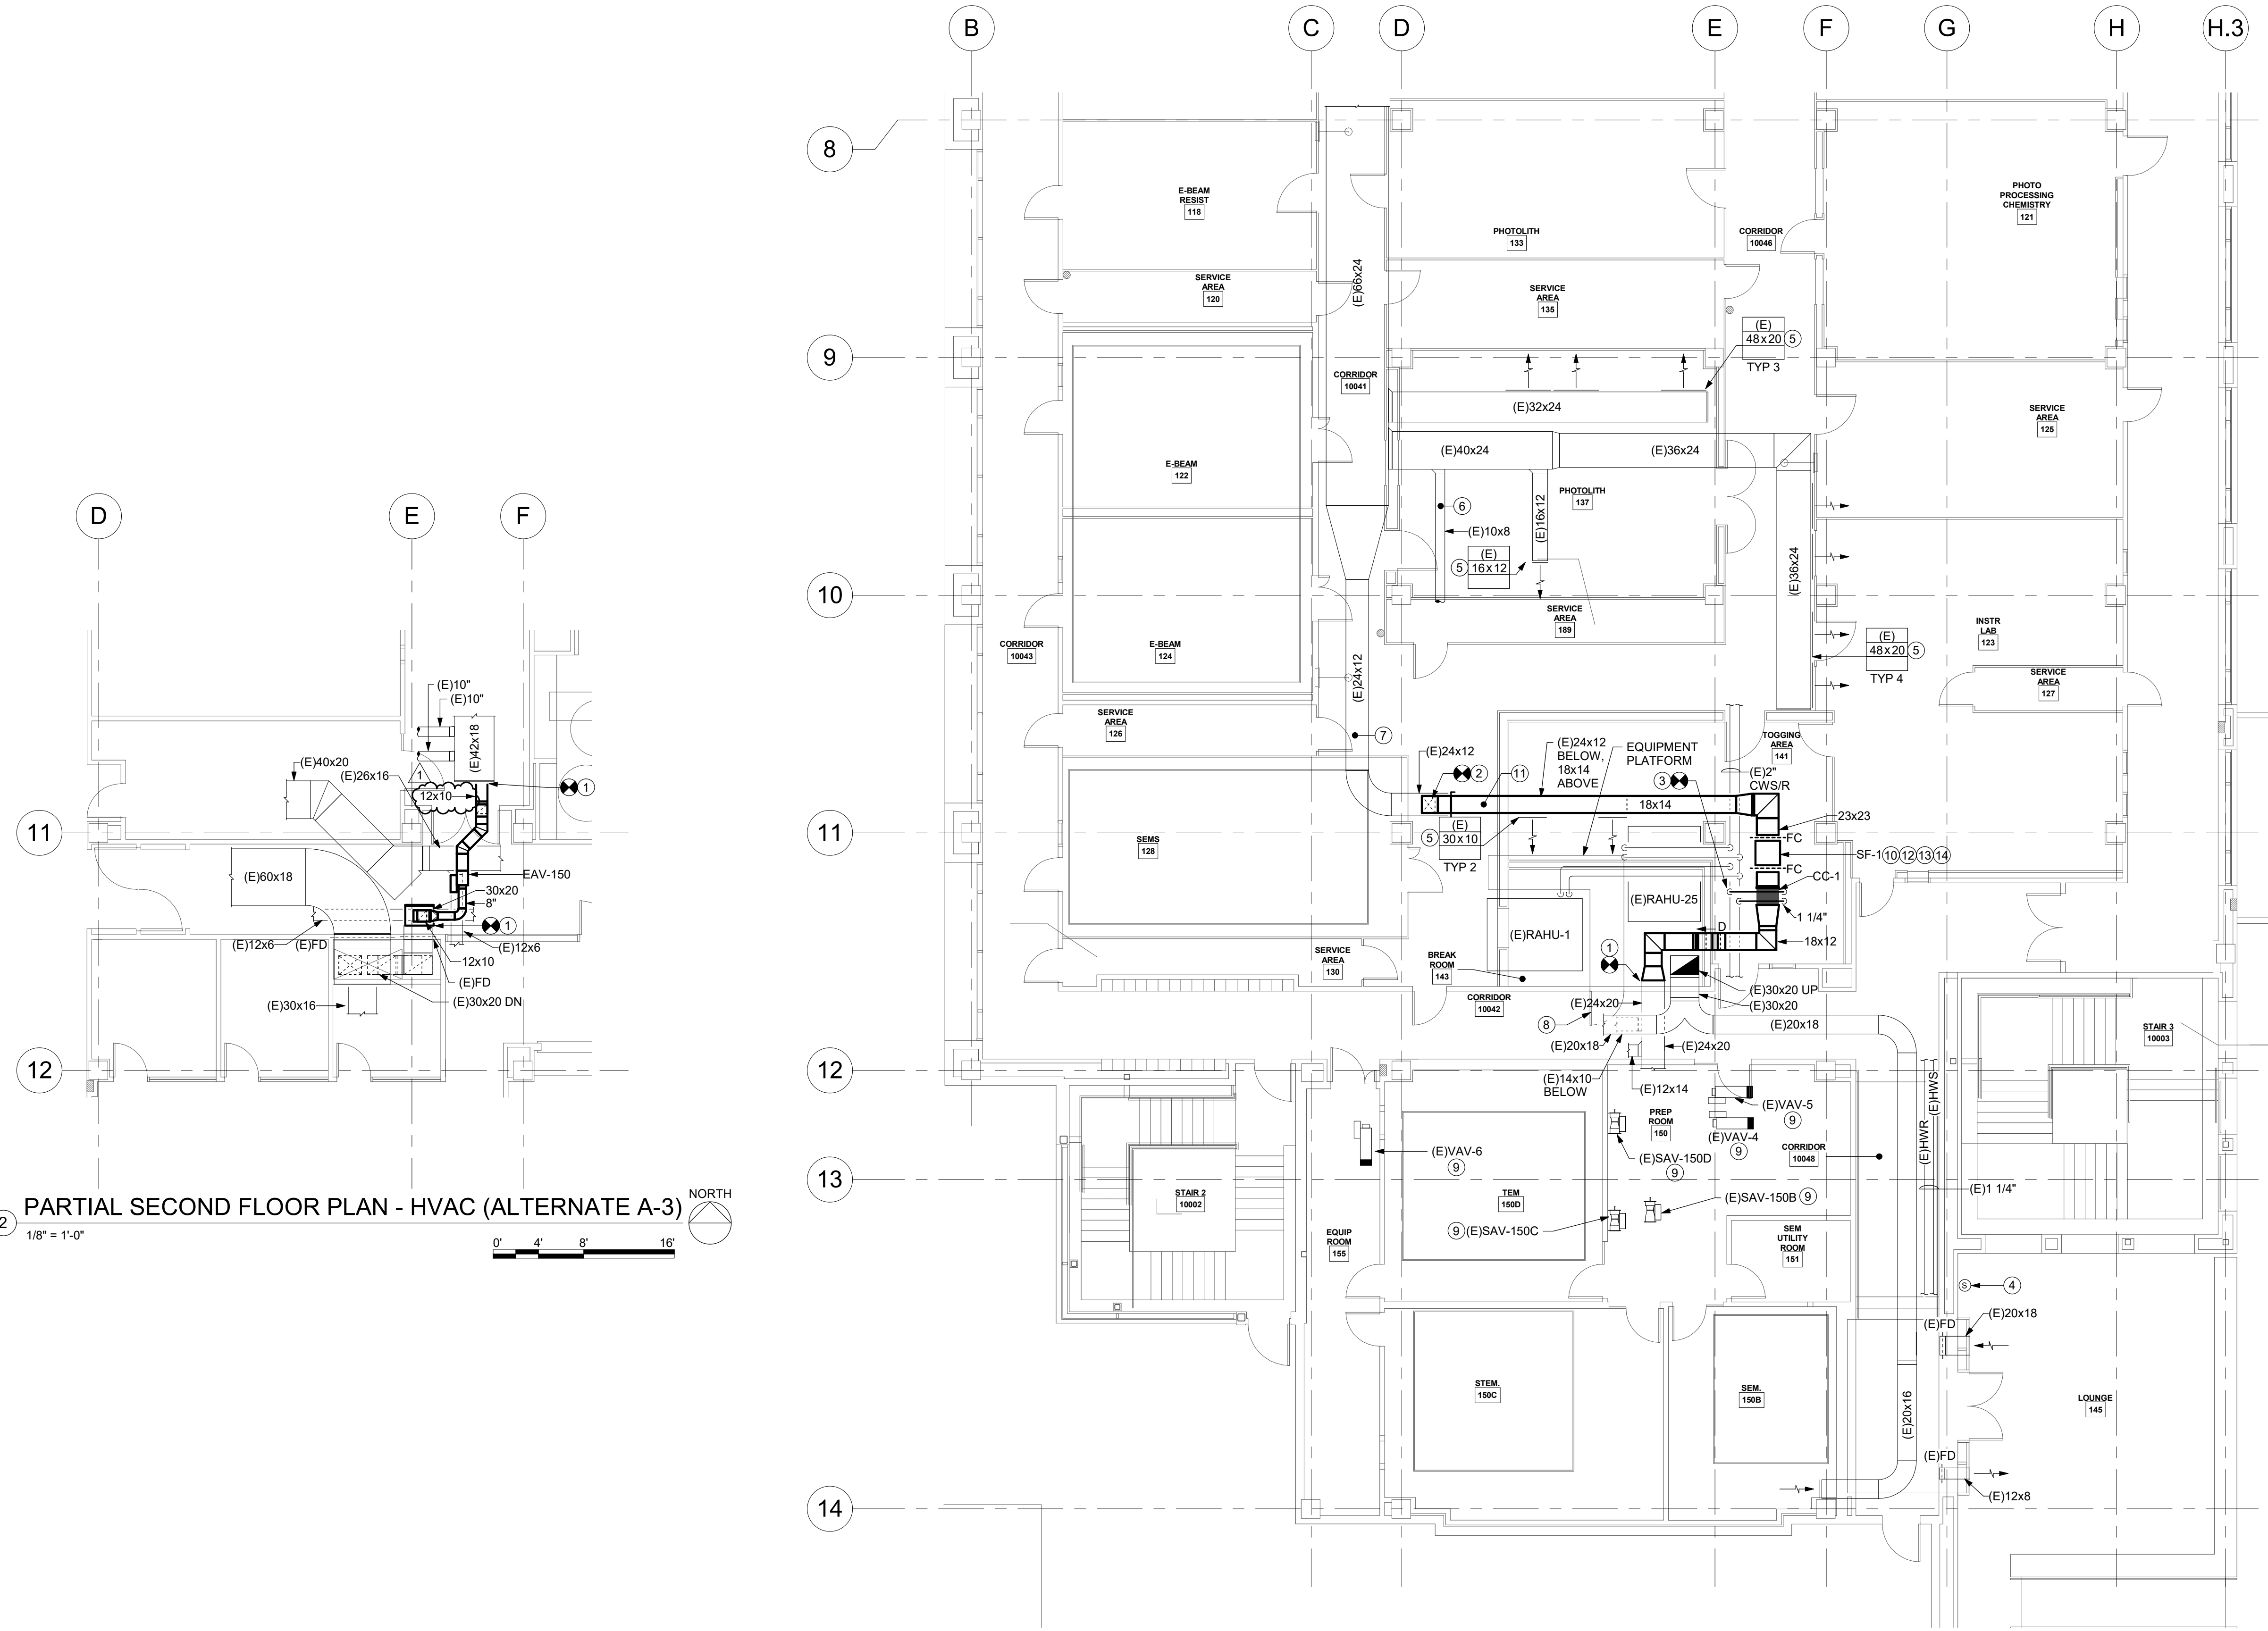 B
C
D
E
F
G
H
H.3
8
9
10
11
12
13
14
E-BEAM
RESIST
118
SERVICE
AREA
120
(E)66x24
PHOTOLITH
133
CORRIDOR
10046
PHOTO
PROCESSING
CHEMISTRY
121
SERVICE
AREA
135
(E)
48x20
5
TYP 3
CORRIDOR
10041
(E)32x24
SERVICE
AREA
125
E-BEAM
122
(E)40x24
(E)36x24
PHOTOLITH
137
6
(E)16x12
(E)10x8
(E)
5
16x12
(E)36x24
SERVICE
AREA
189
CORRIDOR
10043
E-BEAM
124
INSTR
LAB
123
(E)
48x20
5
TYP 4
SERVICE
AREA
127
(E)24x12
SERVICE
AREA
126
7
(E)24x12
2
11
(E)24x12
BELOW,
18x14
ABOVE
EQUIPMENT
PLATFORM
3
TOGGING
AREA
141
(E)2"
CWS/R
18x14
23x23
FC
SF-1
10
12
13
14
FC
CC-1
1 1/4"
18x12
SEMS
128
(E)
5
30x10
TYP 2
(E)RAHU-25
(E)RAHU-1
D
SERVICE
AREA
130
BREAK
ROOM
143
1
CORRIDOR
10042
(E)24x20
(E)30x20 UP
(E)30x20
8
(E)20x18
(E)20x18
(E)24x20
(E)14x10
BELOW
(E)12x14
STAIR 3
10003
(E)HWS
(E)HWR
PREP
ROOM
150
(E)VAV-5
9
(E)VAV-4
9
CORRIDOR
10048
(E)VAV-6
9
(E)SAV-150D
9
(E)1 1/4"
STAIR 2
10002
TEM
150D
(E)SAV-150B
9
9
(E)SAV-150C
EQUIP
ROOM
155
SEM
UTILITY
ROOM
151
S
4
(E)20x18
(E)FD
STEM.
150C
SEM.
150B
(E)20x16
LOUNGE
145
(E)FD
(E)12x8
D
E
F
11
12
(E)10"
(E)10"
(E)42x18
(E)40x20
(E)26x16
1
12x10
1
(E)60x18
EAV-150
30x20
8"
1
(E)12x6
(E)FD
(E)12x6
12x10
(E)FD
(E)30x20 DN
(E)30x16
2
PARTIAL SECOND FLOOR PLAN - HVAC (ALTERNATE A-3)
NORTH
1/8" = 1'-0"
0'
4'
8'
16'